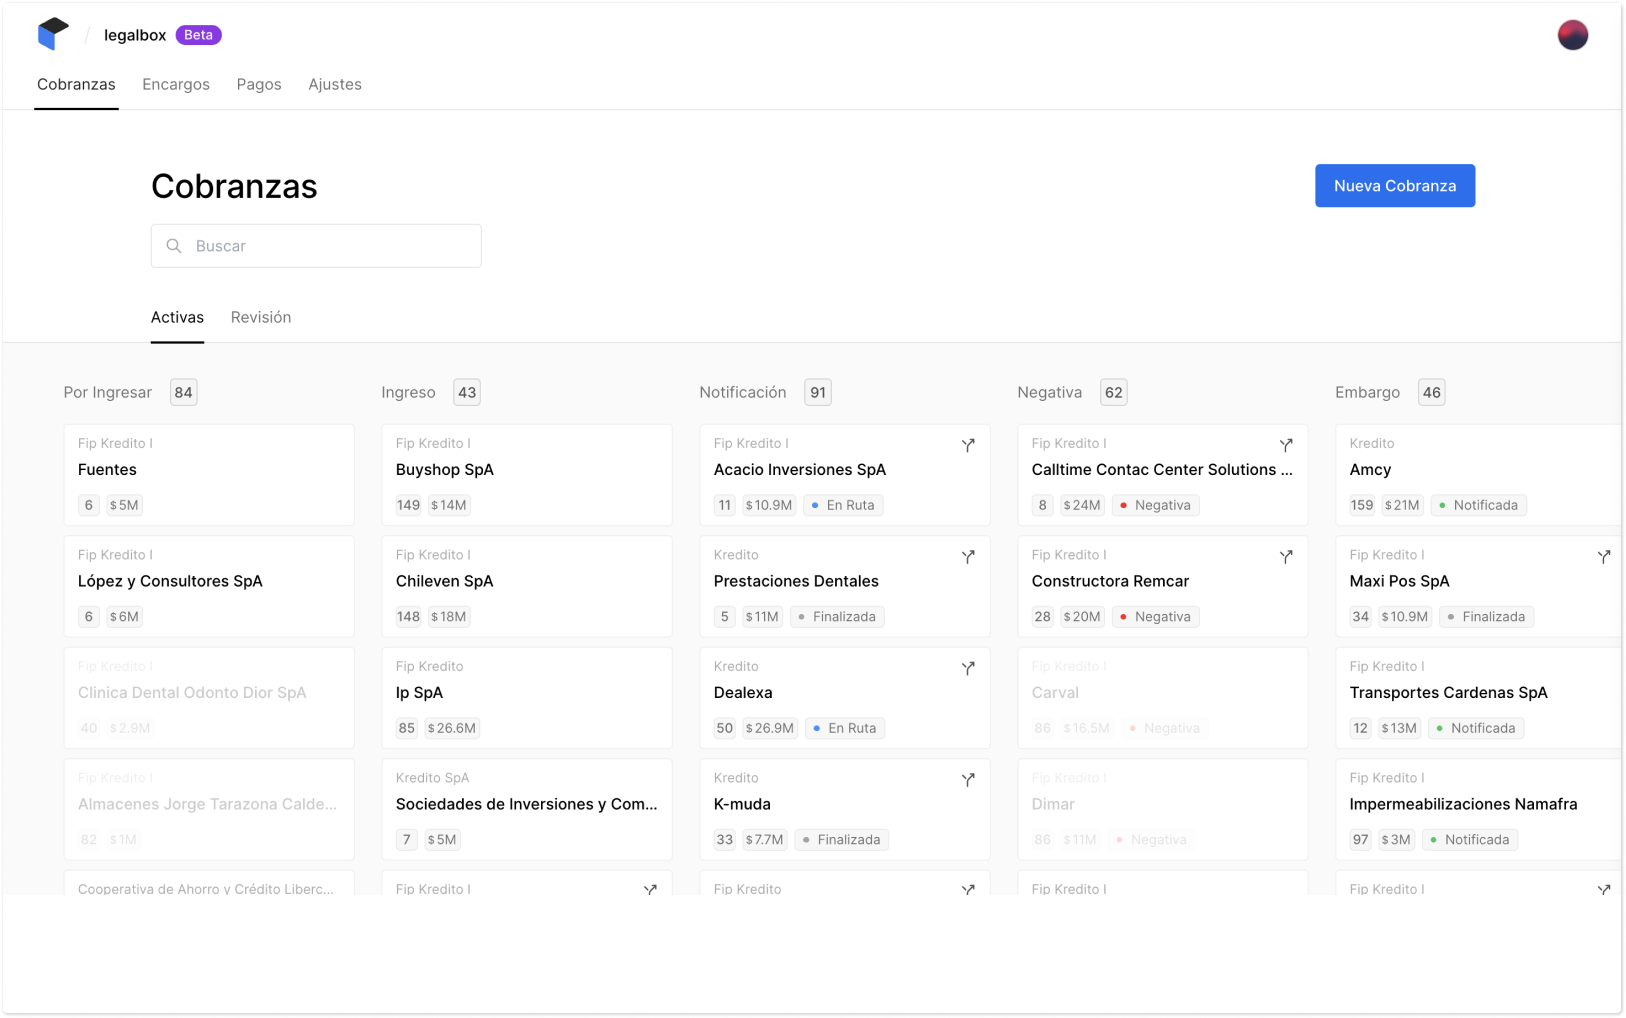 / legalbox Beta
Cobranzas Encargos Pagos Ajustes
Cobranzas
Nueva Cobranza
Buscar
Activas Revisión
Por Ingresar 84
Fip Kredito I
Fuentes
6 $5M
Fip Kredito I
López y Consultores SpA
6 $6M
Fip Kredito I
Clinica Dental Odonto Dior SpA
40 $2.9M
Fip Kredito I
Almacenes Jorge Tarazona Calde...
82 $1M
Cooperativa de Ahorro y Crédito Liberc...
Ingreso 43
Fip Kredito I
Buyshop SpA
149 $14M
Fip Kredito I
Chileven SpA
148 $18M
Fip Kredito
Ip SpA
85 $26.6M
Kredito SpA
Sociedades de Inversiones y Com...
7 $5M
Fip Kredito I
Notificación 91
Fip Kredito I
Acacio Inversiones SpA
11 $10.9M En Ruta
Kredito
Prestaciones Dentales
5 $11M Finalizada
Kredito
Dealexa
50 $26.9M En Ruta
Kredito
K-muda
33 $7.7M Finalizada
Fip Kredito
Negativa 62
Fip Kredito I
Calltime Contac Center Solutions ...
8 $24M Negativa
Fip Kredito I
Constructora Remcar
28 $20M Negativa
Fip Kredito I
Carval
86 $16.5M Negativa
Fip Kredito I
Dimar
86 $11M Negativa
Fip Kredito I
Embargo 46
Kredito
Amcy
159 $21M Notificada
Fip Kredito I
Maxi Pos SpA
34 $10.9M Finalizada
Fip Kredito I
Transportes Cardenas SpA
12 $13M Notificada
Fip Kredito I
Impermeabilizaciones Namafra
97 $3M Notificada
Fip Kredito I